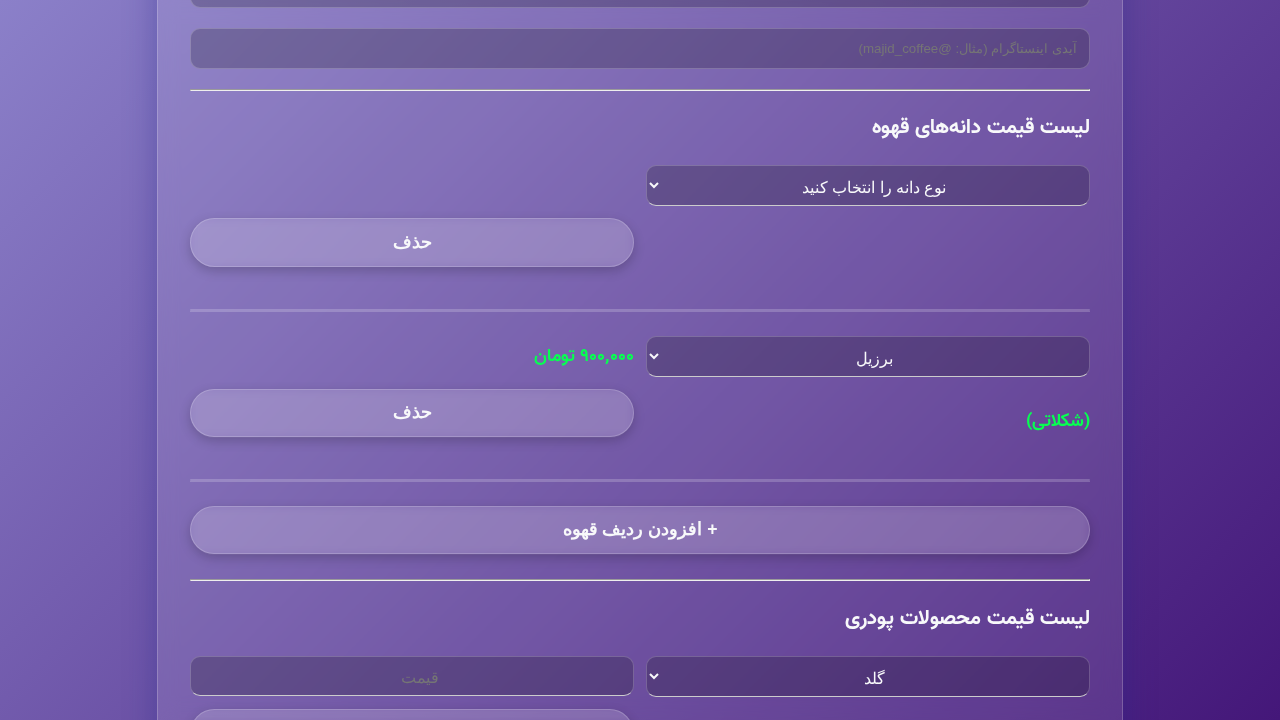 آیدی اینستاگرام (مثال: @majid_coffee)
لیست قیمت دانه‌های قهوه
نوع دانه را انتخاب کنید
حذف
برزیل
۹۰۰,۰۰۰ تومان
(شکلاتی)
حذف
+ افزودن ردیف قهوه
لیست قیمت محصولات پودری
گلد
قیمت